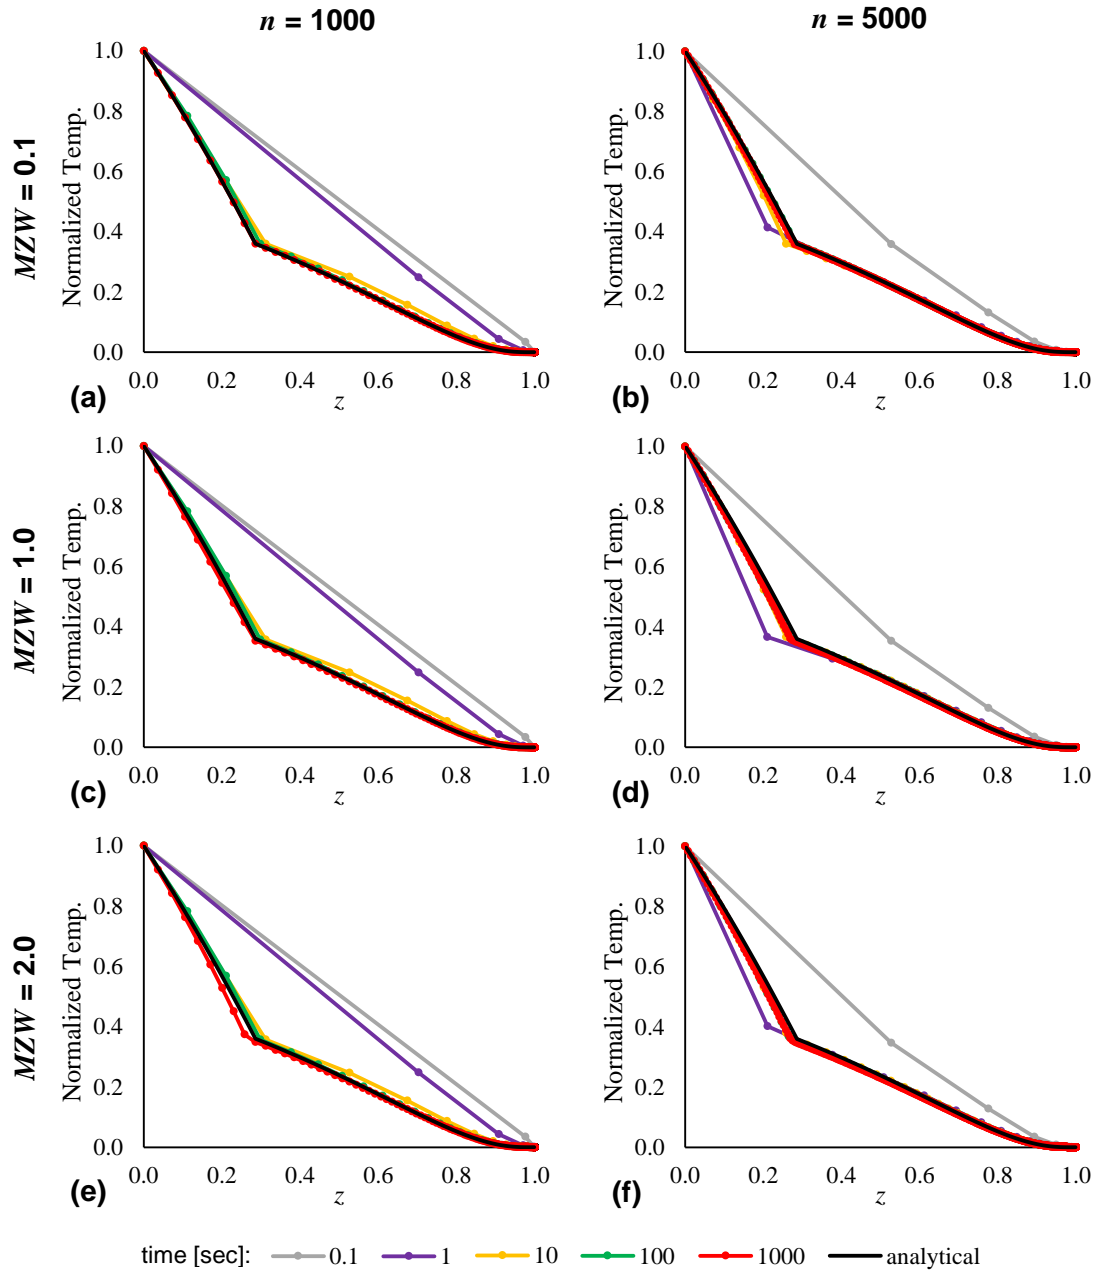 n = 1000
n = 5000
MZW = 0.1
Normalized Temp.
1.0
0.8
0.6
0.4
0.2
0.0
0.0 0.2 0.4 0.6 0.8 1.0
z
(a)
Normalized Temp.
1.0
0.8
0.6
0.4
0.2
0.0
0.0 0.2 0.4 0.6 0.8 1.0
z
(b)
MZW = 1.0
Normalized Temp.
1.0
0.8
0.6
0.4
0.2
0.0
0.0 0.2 0.4 0.6 0.8 1.0
z
(c)
Normalized Temp.
1.0
0.8
0.6
0.4
0.2
0.0
0.0 0.2 0.4 0.6 0.8 1.0
z
(d)
MZW = 2.0
Normalized Temp.
1.0
0.8
0.6
0.4
0.2
0.0
0.0 0.2 0.4 0.6 0.8 1.0
z
(e)
Normalized Temp.
1.0
0.8
0.6
0.4
0.2
0.0
0.0 0.2 0.4 0.6 0.8 1.0
z
(f)
time [sec]: 0.1 1 10 100 1000 analytical